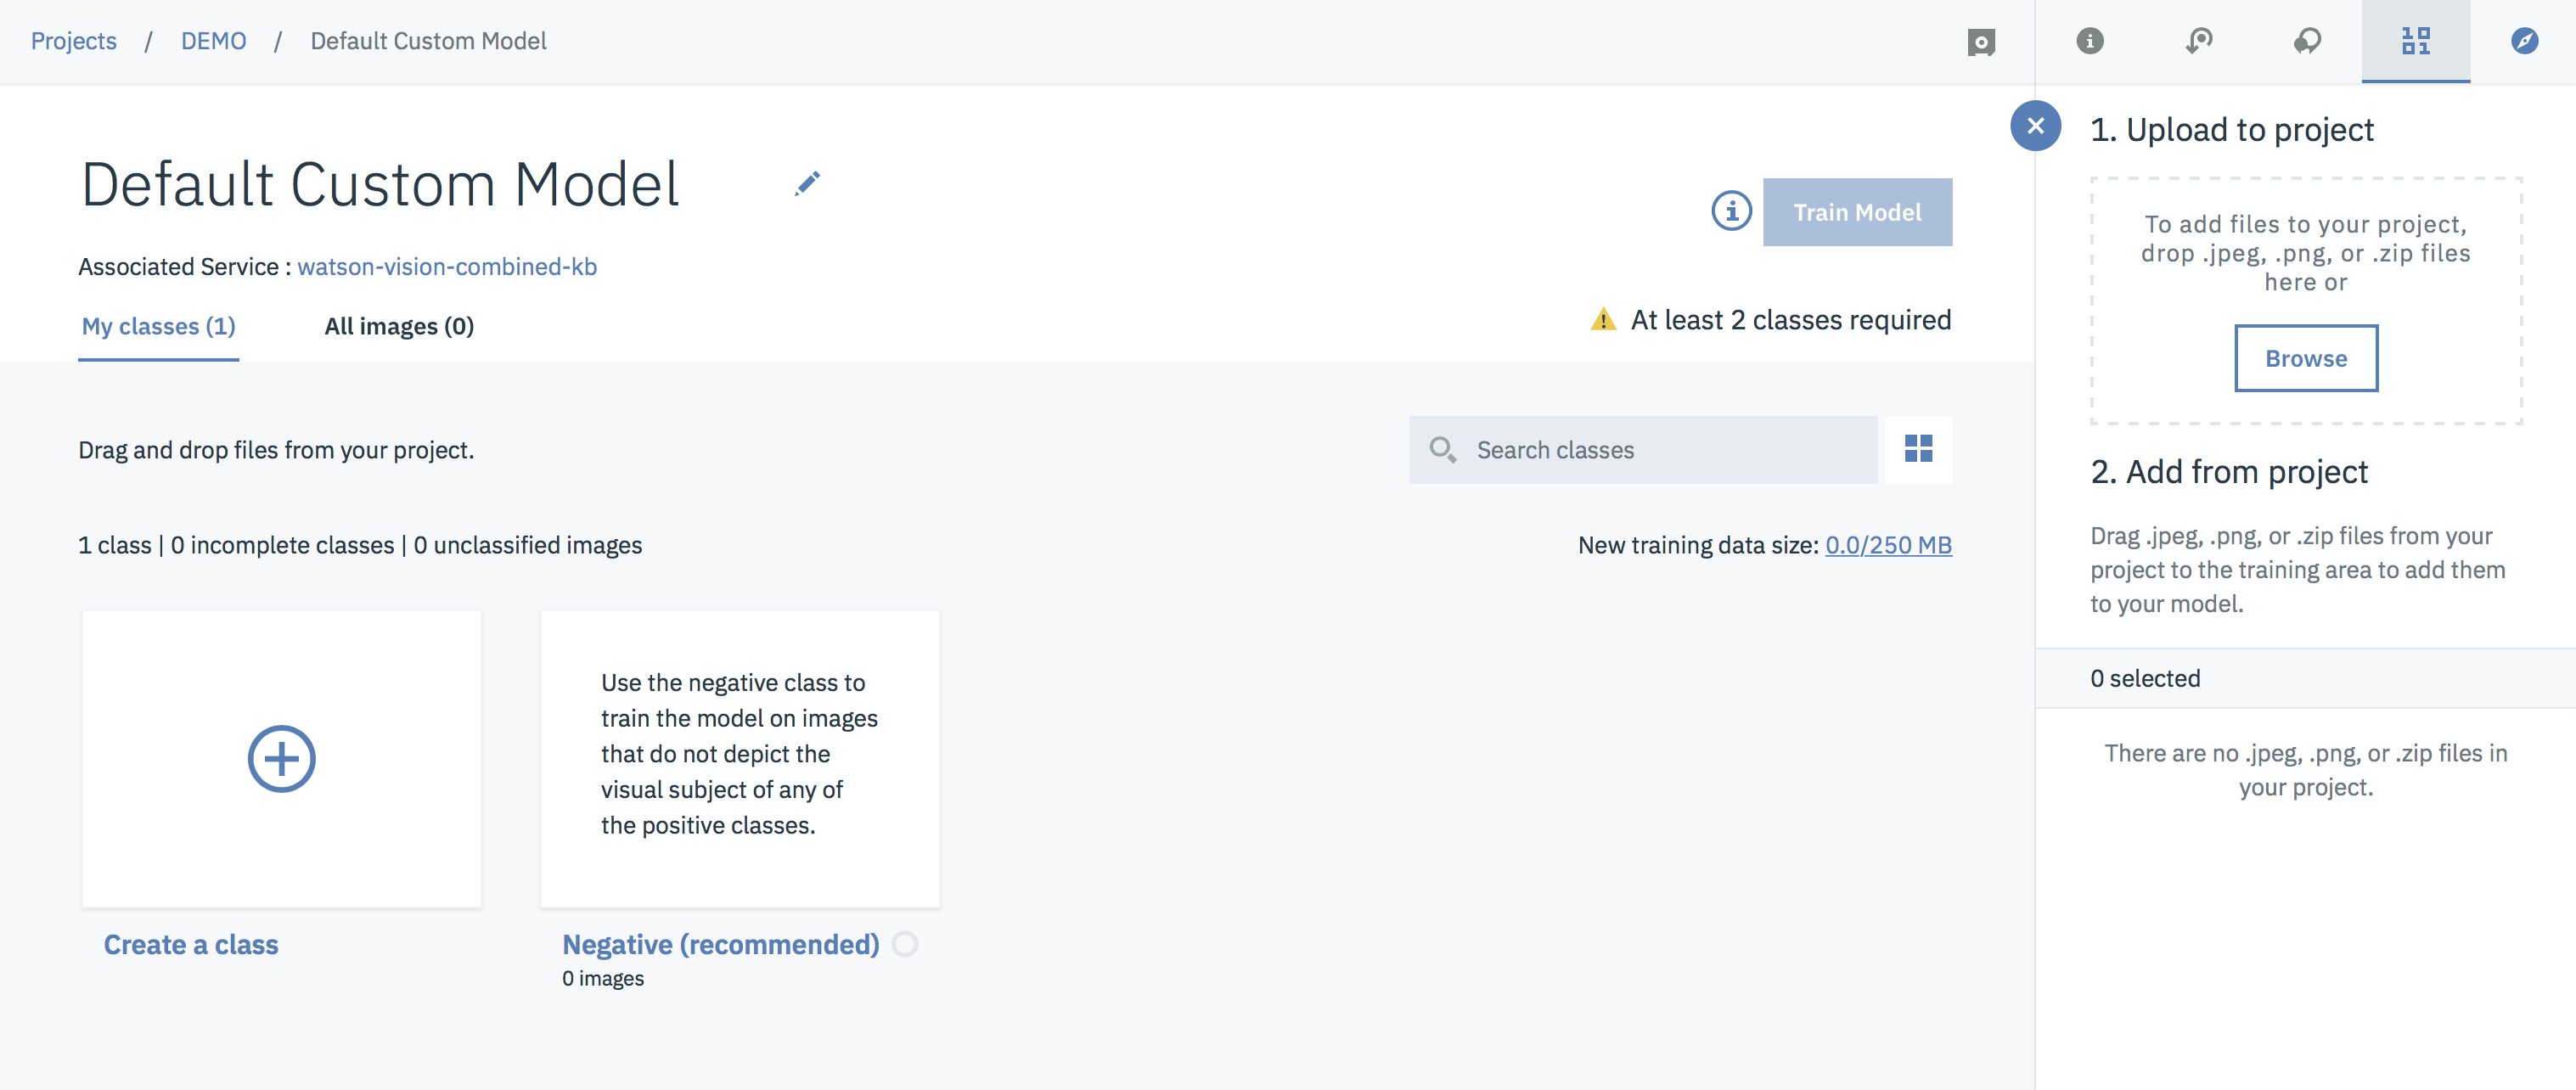 Projects / DEMO / Default Custom Model
Default Custom Model
Train Model
Associated Service : watson-vision-combined-kb
My classes (1)
All images (0)
At least 2 classes required
Drag and drop files from your project.
Search classes
1 class | 0 incomplete classes | 0 unclassified images
New training data size: 0.0/250 MB
Create a class
Use the negative class to
train the model on images
that do not depict the
visual subject of any of
the positive classes.
Negative (recommended)
0 images
1. Upload to project
To add files to your project,
drop .jpeg, .png, or .zip files
here or
Browse
2. Add from project
Drag .jpeg, .png, or .zip files from your
project to the training area to add them
to your model.
0 selected
There are no .jpeg, .png, or .zip files in
your project.